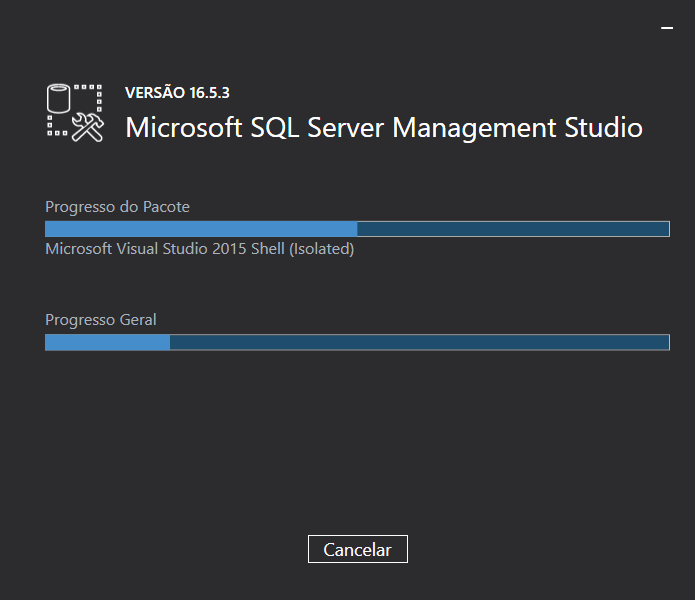 VERSÃO 16.5.3
Microsoft SQL Server Management Studio
Progresso do Pacote
Microsoft Visual Studio 2015 Shell (Isolated)
Progresso Geral
Cancelar